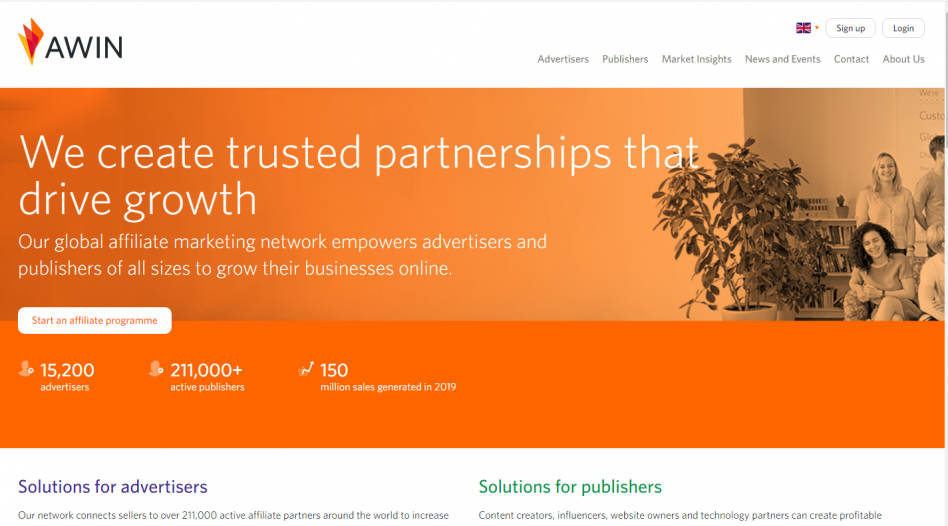 AWIN
Sign up
Login
Advertisers Publishers Market Insights News and Events Contact About Us
We create trusted partnerships that
drive growth
Our global affiliate marketing network empowers advertisers and
publishers of all sizes to grow their businesses online.
Start an affiliate programme
15,200
advertisers
211,000+
active publishers
150
million sales generated in 2019
Solutions for advertisers
Our network connects sellers to over 211,000 active affiliate partners around the world to increase
Solutions for publishers
Content creators, influencers, website owners and technology partners can create profitable